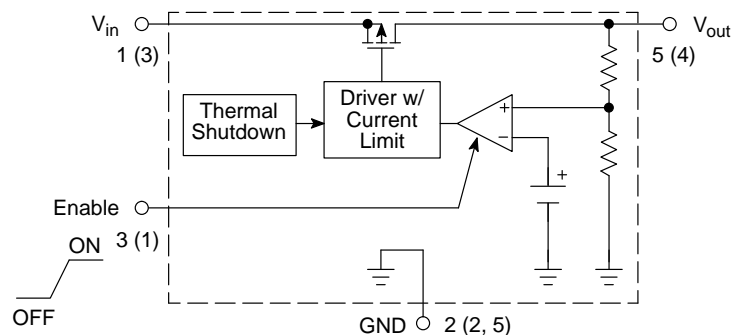 Vin
1 (3)
Vout
5 (4)
Thermal
Shutdown
Driver w/
Current
Limit
+
−
+
Enable
3 (1)
ON
OFF
GND
2 (2, 5)